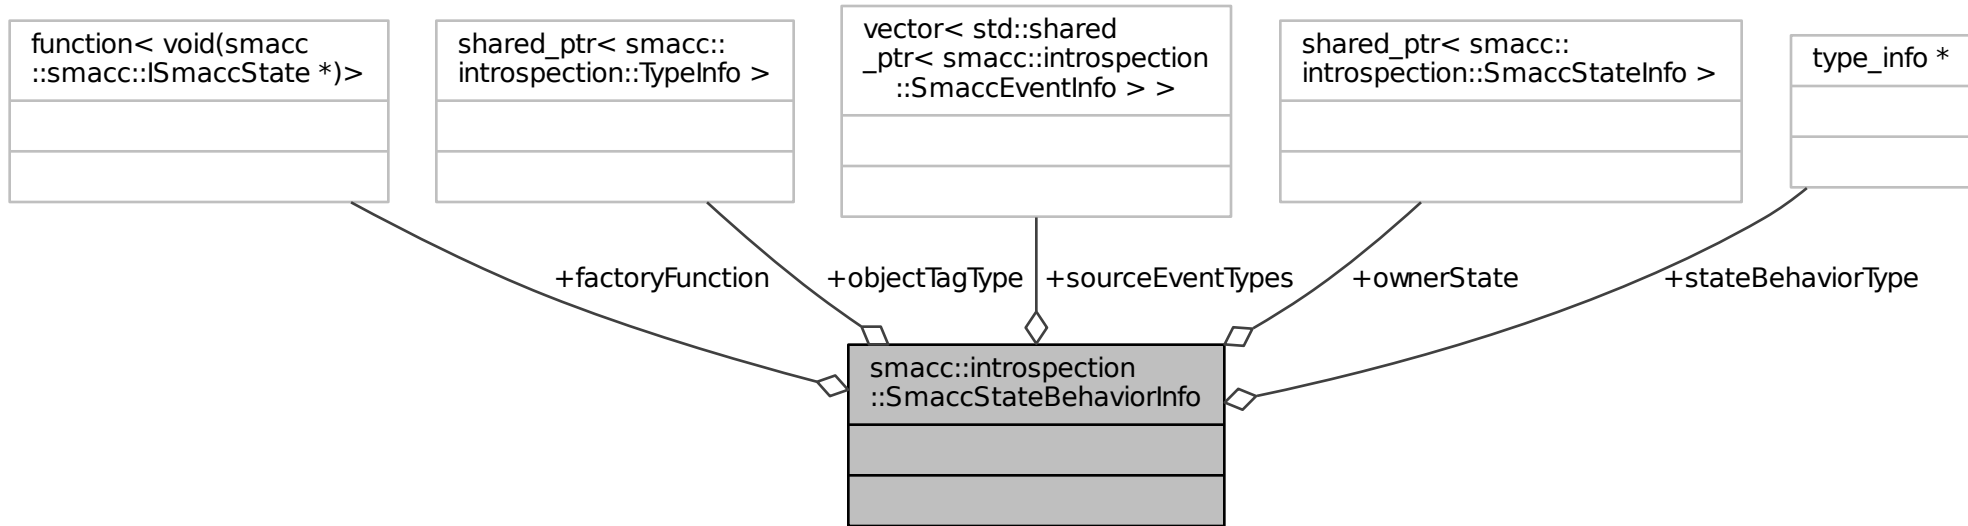 function< void(smacc
::smacc::ISmaccState *)>
shared_ptr< smacc::
introspection::TypeInfo >
vector< std::shared
_ptr< smacc::introspection
::SmaccEventInfo > >
shared_ptr< smacc::
introspection::SmaccStateInfo >
type_info *
+factoryFunction
+objectTagType
+sourceEventTypes
+ownerState
+stateBehaviorType
smacc::introspection
::SmaccStateBehaviorInfo